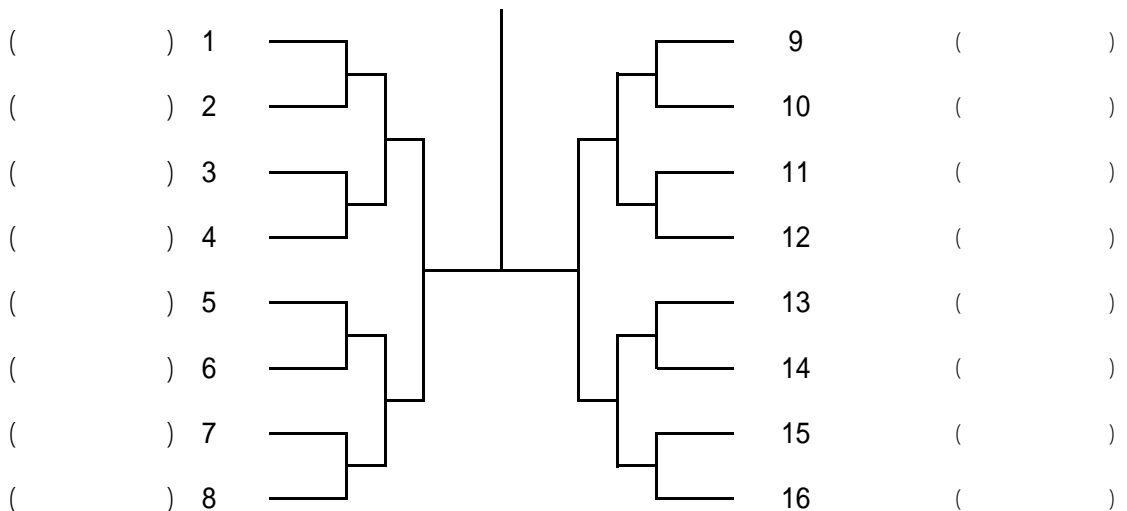 ( ) 1 9 ( )
( ) 2 10 ( )
( ) 3 11 ( )
( ) 4 12 ( )
( ) 5 13 ( )
( ) 6 14 ( )
( ) 7 15 ( )
( ) 8 16 ( )